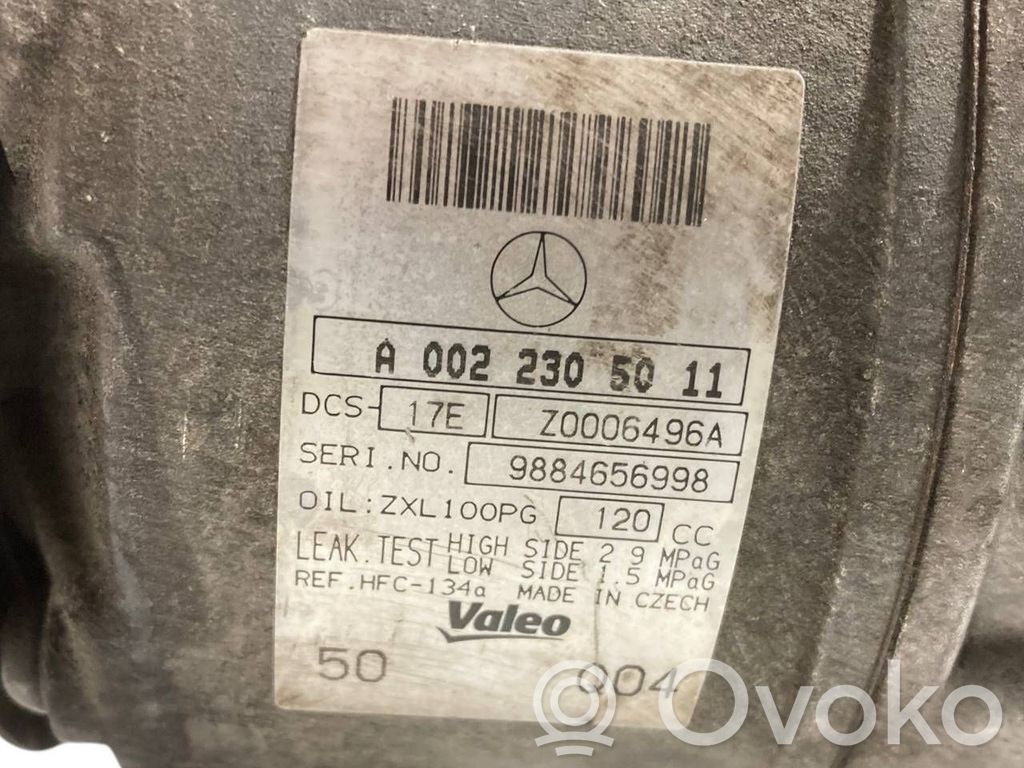 A 002 230 50 11
DCS-17E Z0006496A
SERI.NO. 9884656998
OIL:ZXL100PG 120 CC
LEAK.TEST HIGH SIDE 2.9 MPaG
LOW SIDE 1.5 MPaG
REF.HFC-134a MADE IN CZECH
Valeo
50 004
Ovoko